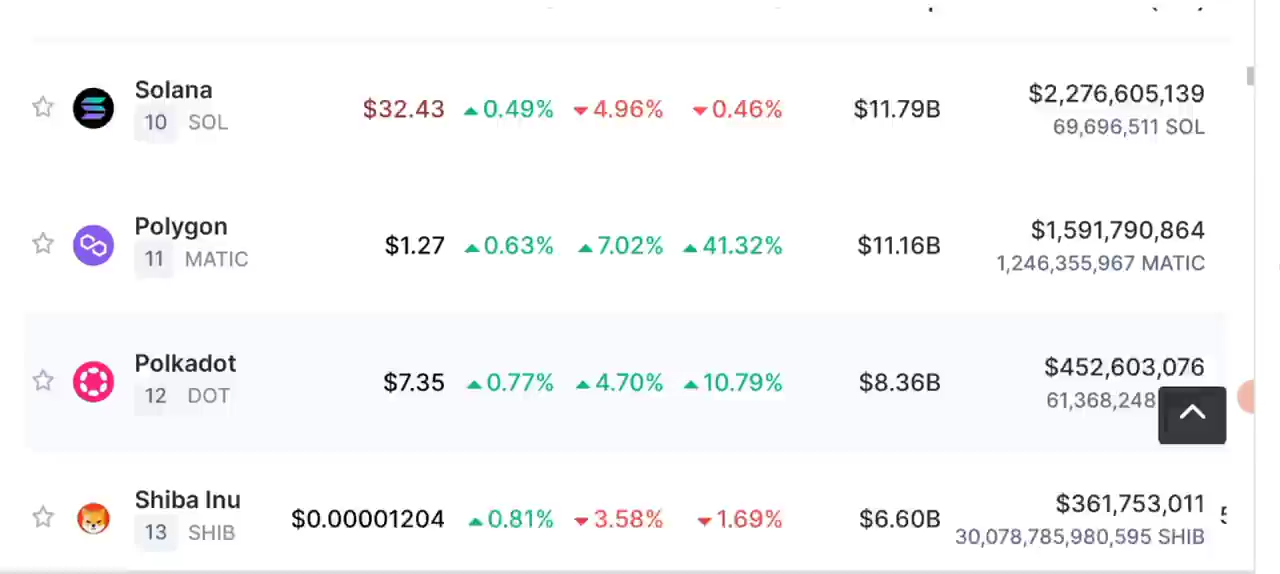 Solana
10 SOL
$32.43 0.49% 4.96% 0.46% $11.79B
$2,276,605,139
69,696,511 SOL
Polygon
11 MATIC
$1.27 0.63% 7.02% 41.32% $11.16B
$1,591,790,864
1,246,355,967 MATIC
Polkadot
12 DOT
$7.35 0.77% 4.70% 10.79% $8.36B
$452,603,076
61,368,248
Shiba Inu
13 SHIB
$0.00001204 0.81% 3.58% 1.69% $6.60B
$361,753,011
30,078,785,980,595 SHIB